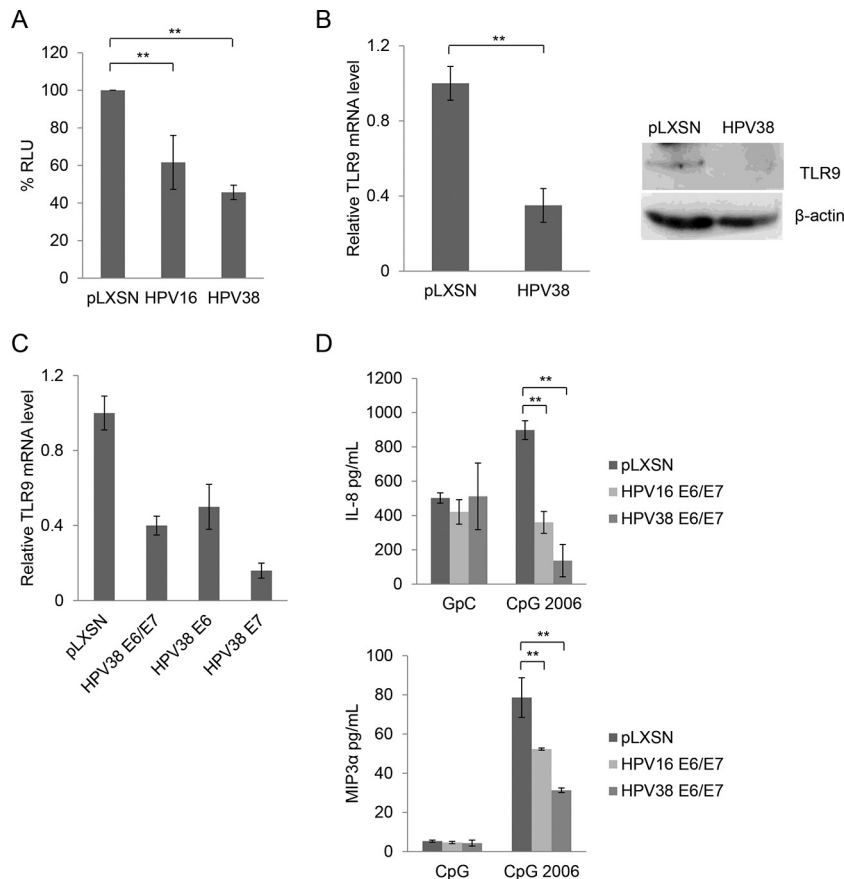 A
**
**
120
100
80
60
40
20
0
% RLU
pLXSN HPV16 HPV38
B
**
1.2
0.8
0.4
0
Relative TLR9 mRNA level
pLXSN HPV38
pLXSN HPV38
TLR9
β-actin
C
1.2
0.8
0.4
0
Relative TLR9 mRNA level
pLXSN
HPV38 E6/E7
HPV38 E6
HPV38 E7
D
1200
1000
800
600
400
200
0
IL-8 pg/mL
**
**
GpC CpG 2006
pLXSN
HPV16 E6/E7
HPV38 E6/E7
100
80
60
40
20
0
MIP3α pg/mL
**
**
CpG CpG 2006
pLXSN
HPV16 E6/E7
HPV38 E6/E7